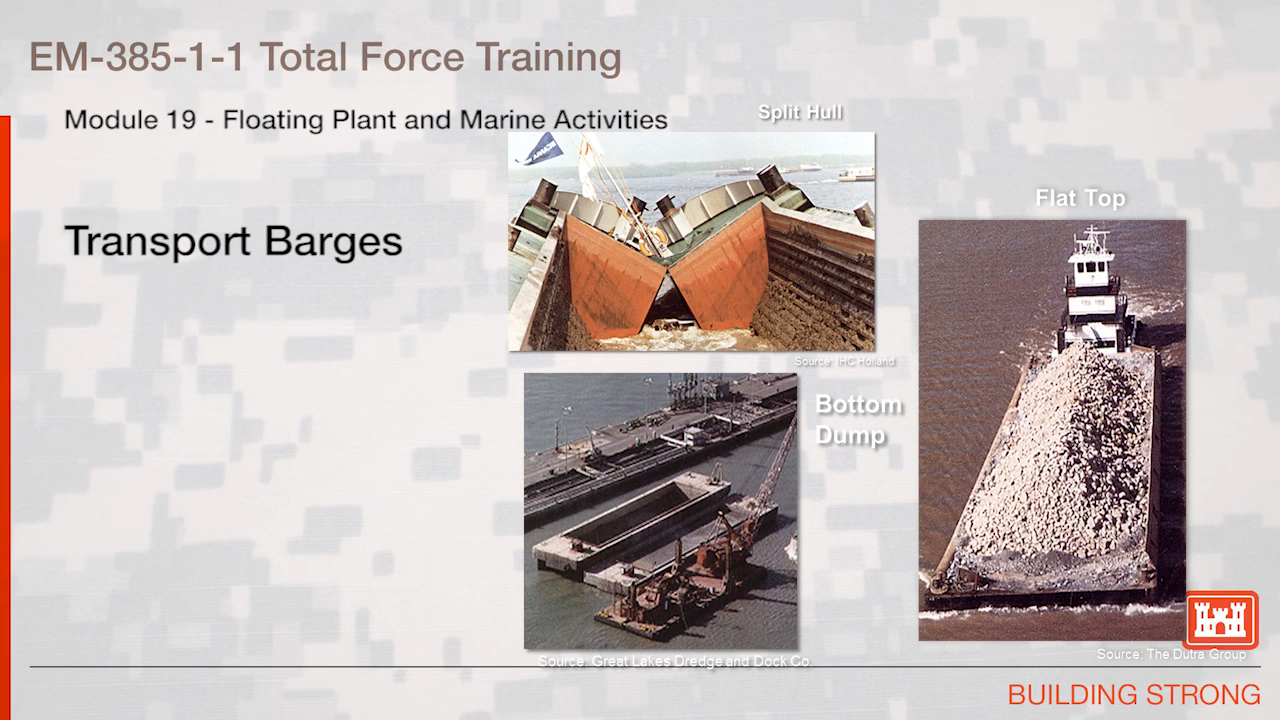 EM-385-1-1 Total Force Training
Module 19 - Floating Plant and Marine Activities
Split Hull
Flat Top
Transport Barges
Source: IHC Holland
Bottom
Dump
Source: Great Lakes Dredge and Dock Co.
Source: The Dutra Group
BUILDING STRONG